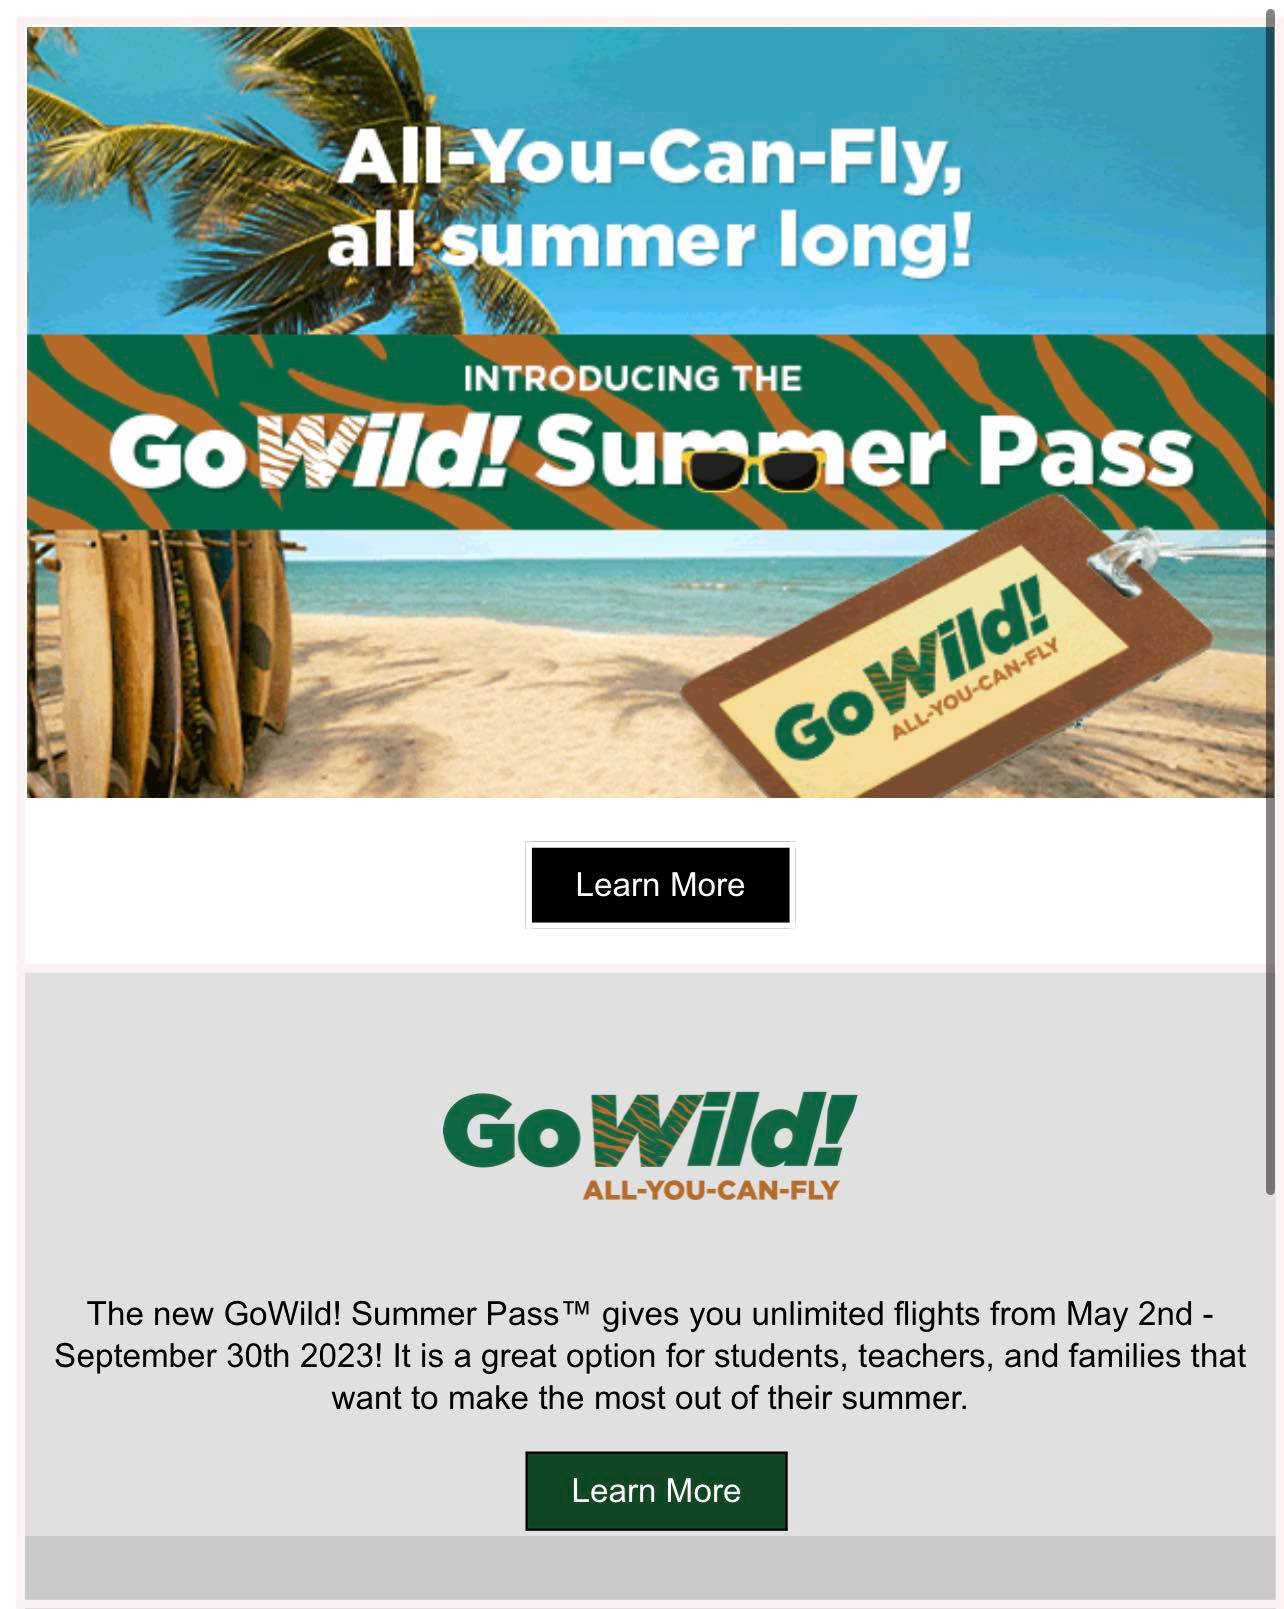 All-You-Can-Fly,
all summer long!
INTRODUCING THE
GoWild! Summer Pass
GoWild!
ALL-YOU-CAN-FLY
Learn More
GoWild!
ALL-YOU-CAN-FLY
The new GoWild! Summer Pass™ gives you unlimited flights from May 2nd -
September 30th 2023! It is a great option for students, teachers, and families that
want to make the most out of their summer.
Learn More